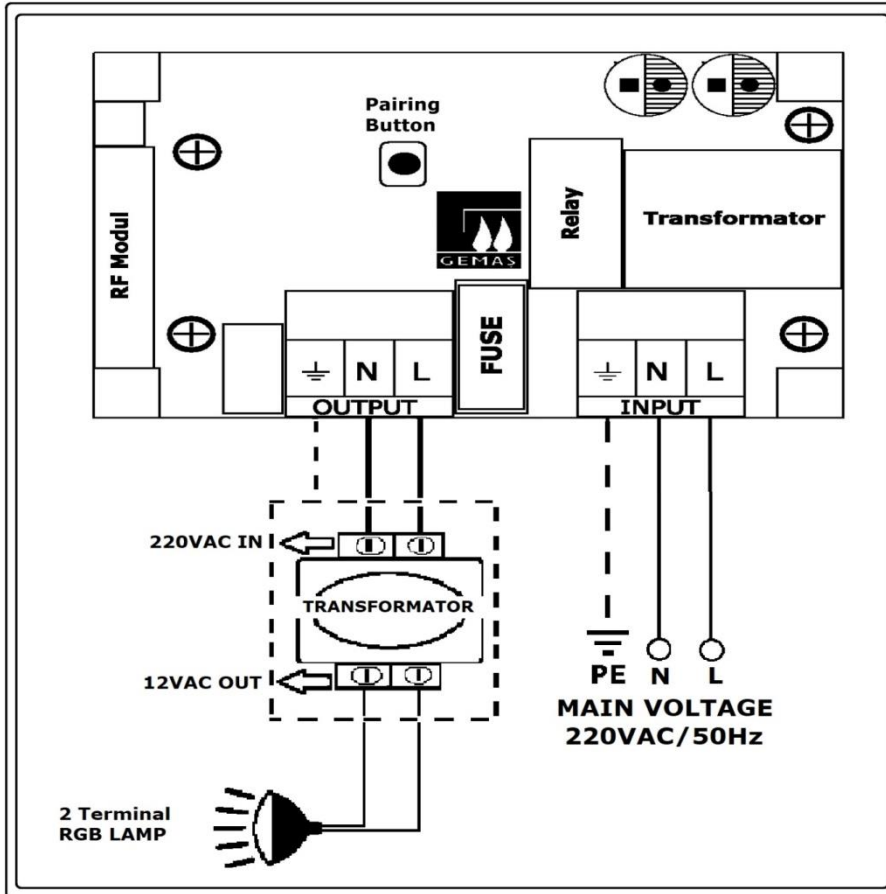 Pairing
Button
RF Modul
GEMAŞ
Relay
Transformator
FUSE
N L
OUTPUT
N L
INPUT
220VAC IN
TRANSFORMATOR
12VAC OUT
PE N L
MAIN VOLTAGE
220VAC/50Hz
2 Terminal
RGB LAMP